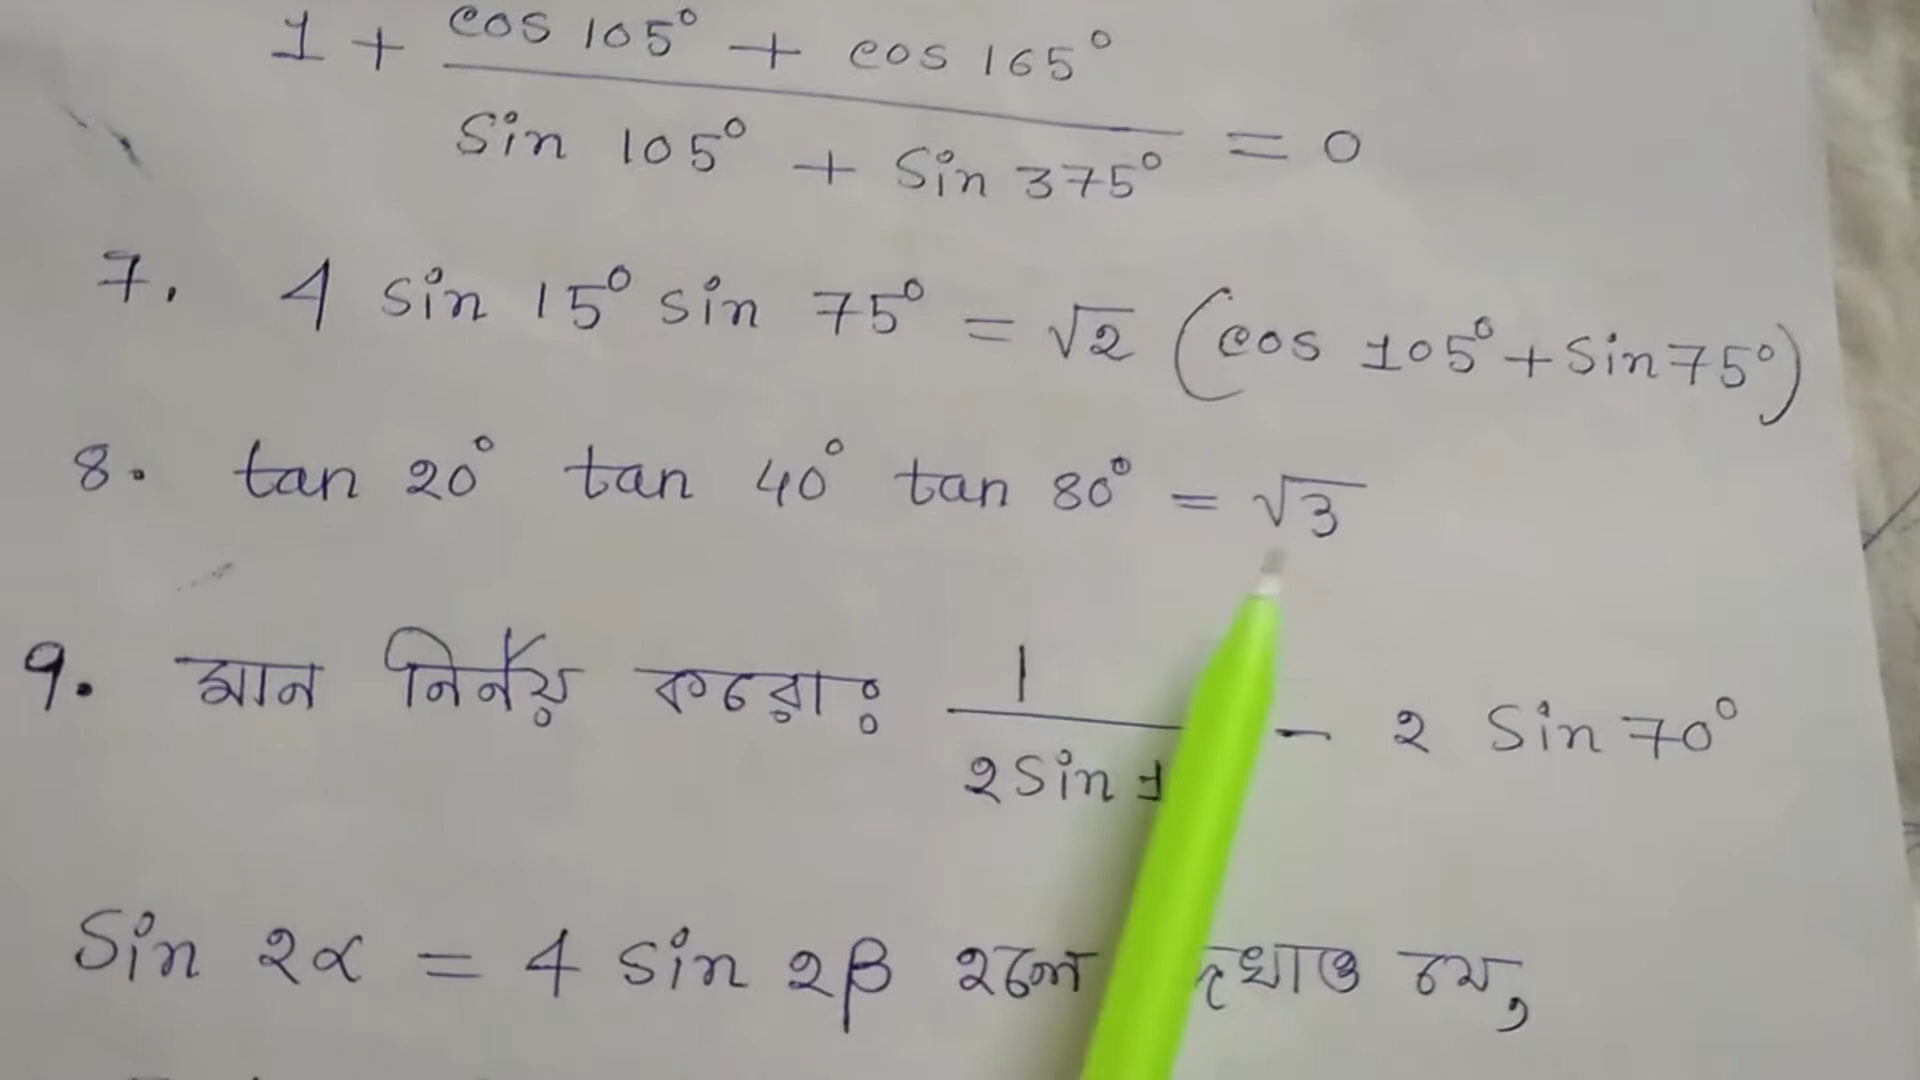 1 + (cos 105° + cos 165°) / (Sin 105° + Sin 375°) = 0
7. 4 sin 15° sin 75° = √2 (cos 105° + Sin 75°)
8. tan 20° tan 40° tan 80° = √3
9. মান নির্নয় করো: 1 / 2 Sin 1 - 2 Sin 70°
Sin 2α = 4 sin 2β হলে যে,